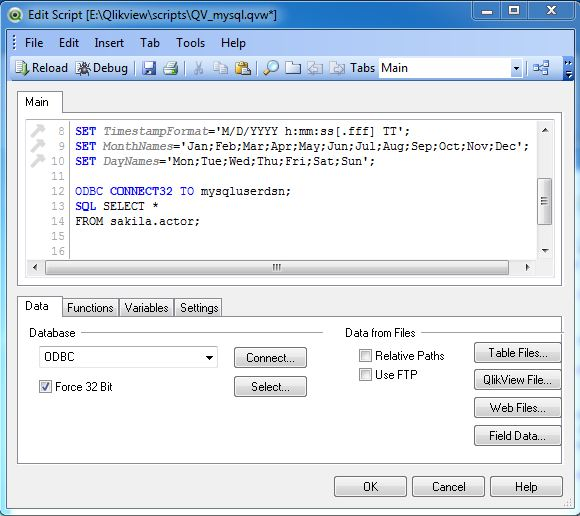 Edit Script [E:\Qlikview\scripts\QV_mysql.qvw*]
File Edit Insert Tab Tools Help
Reload Debug Tabs Main
Main
8 SET TimestampFormat='M/D/YYYY h:mm:ss[.fff] TT';
9 SET MonthNames='Jan;Feb;Mar;Apr;May;Jun;Jul;Aug;Sep;Oct;Nov;Dec';
10 SET DayNames='Mon;Tue;Wed;Thu;Fri;Sat;Sun';
11
12 ODBC CONNECT32 TO mysqluserdsn;
13 SQL SELECT *
14 FROM sakila.actor;
15
16
Data Functions Variables Settings
Database
ODBC Connect...
Force 32 Bit Select...
Data from Files
Relative Paths
Use FTP
Table Files...
QlikView File...
Web Files...
Field Data...
OK Cancel Help